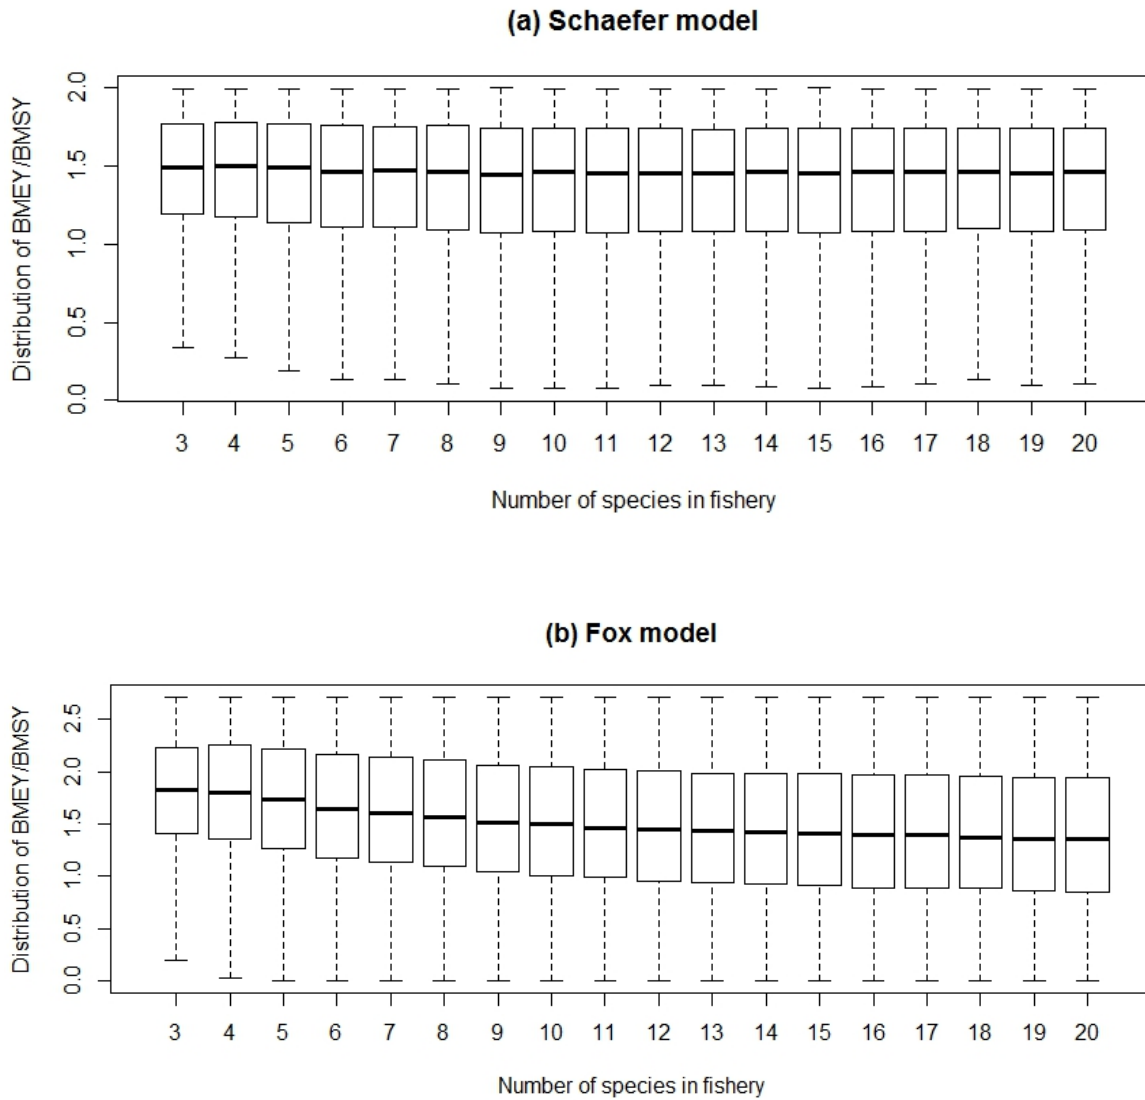 (a) Schaefer model
Distribution of BMEY/BMSY
2.0
1.5
1.0
0.5
0.0
3 4 5 6 7 8 9 10 11 12 13 14 15 16 17 18 19 20
Number of species in fishery
(b) Fox model
Distribution of BMEY/BMSY
2.5
2.0
1.5
1.0
0.5
0.0
3 4 5 6 7 8 9 10 11 12 13 14 15 16 17 18 19 20
Number of species in fishery